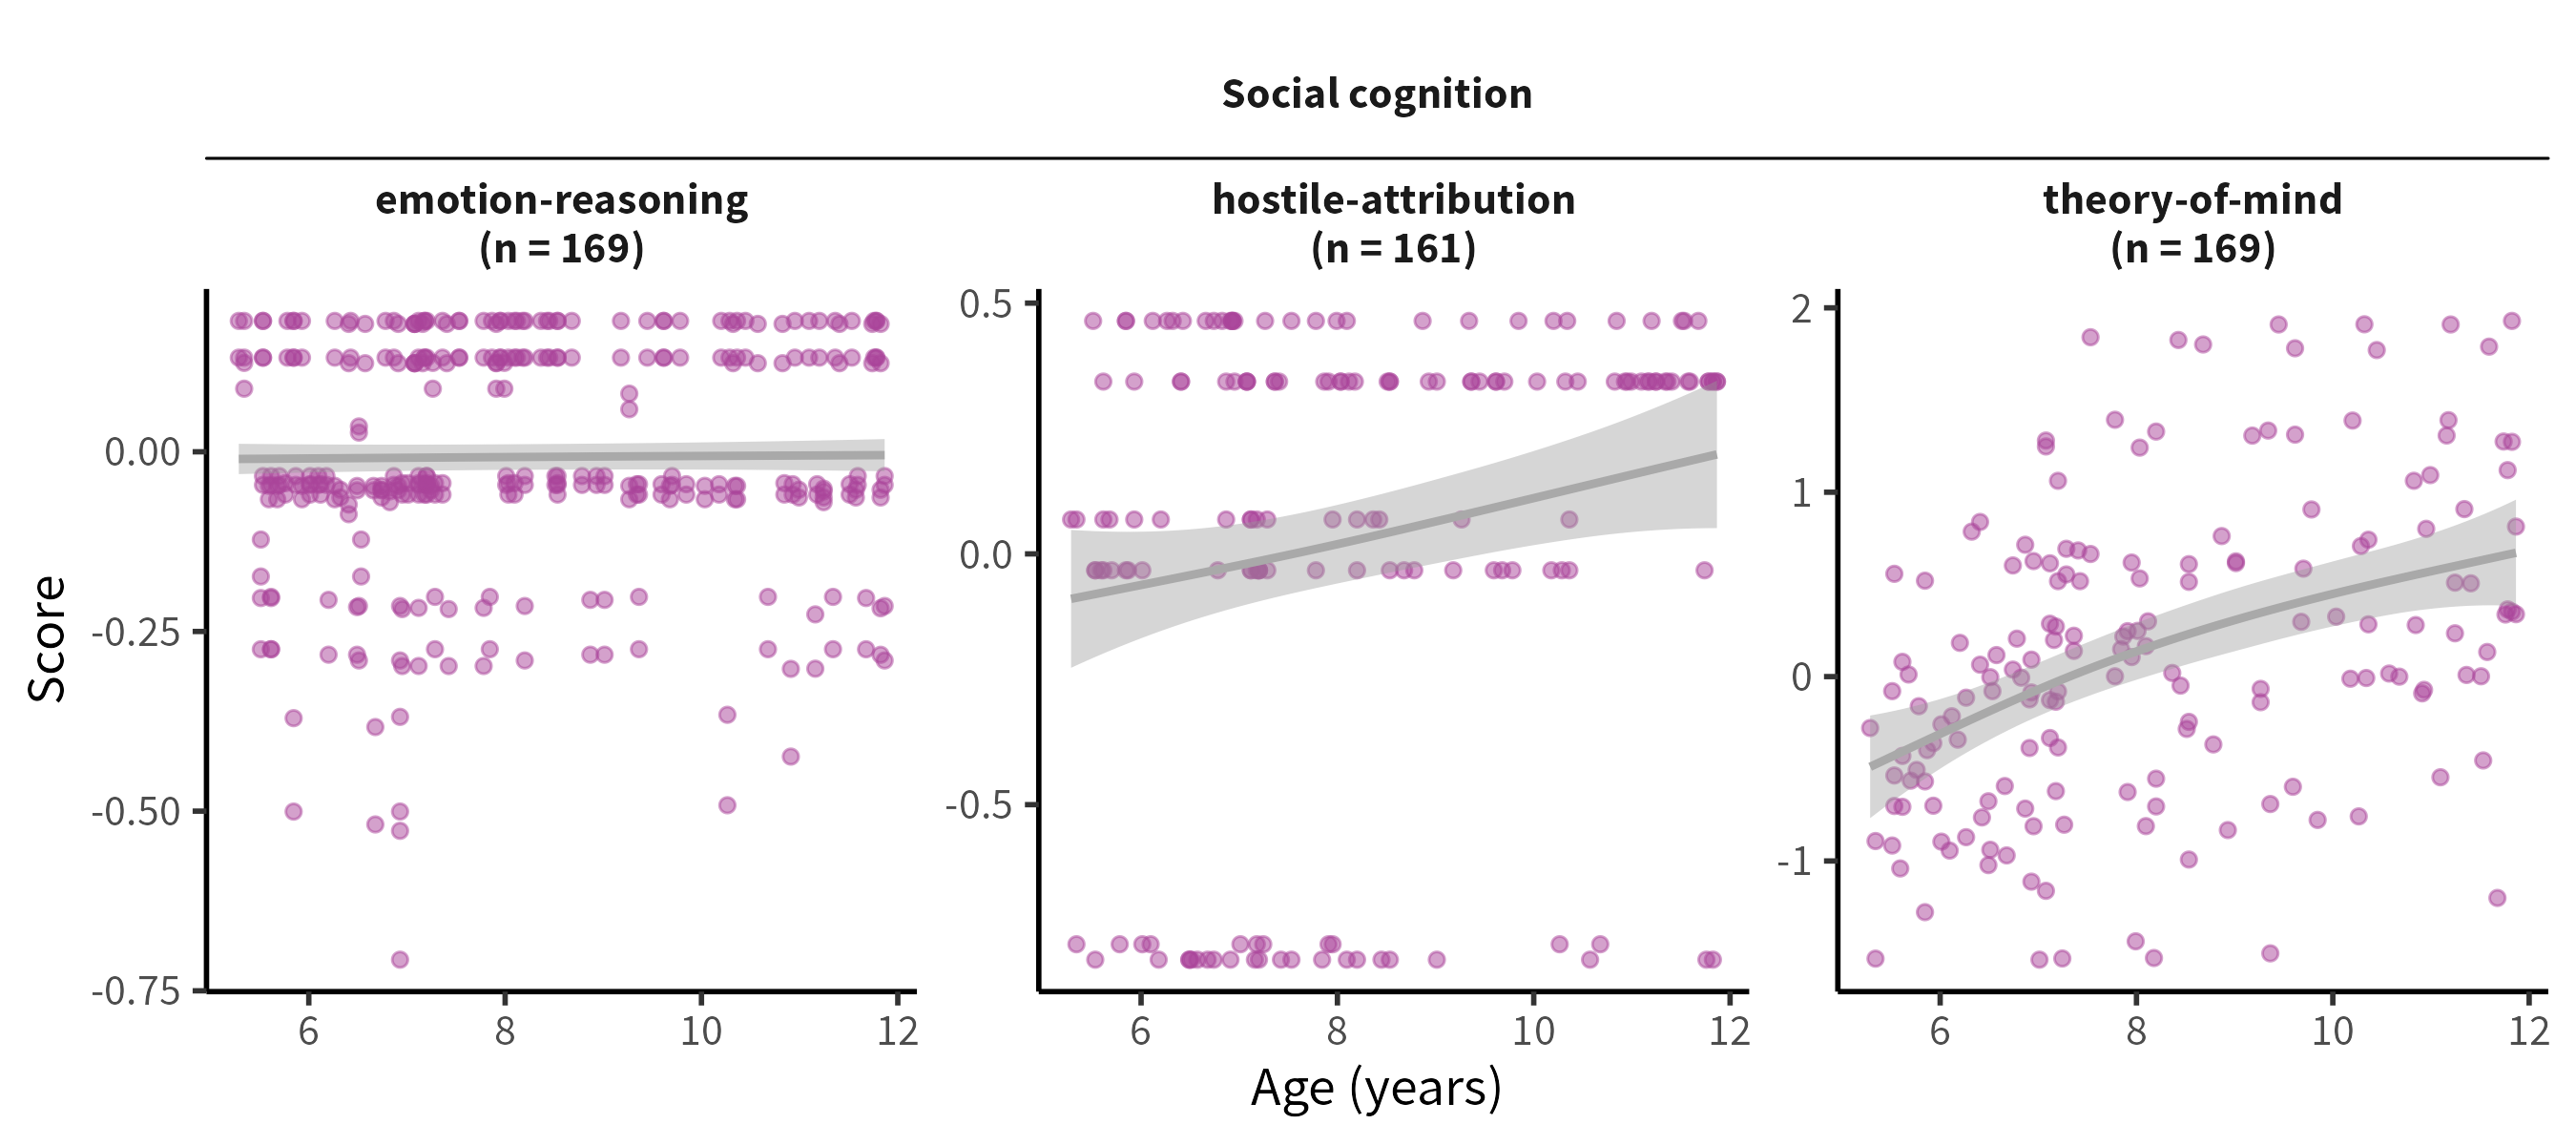 Social cognition
emotion-reasoning
(n = 169)
hostile-attribution
(n = 161)
theory-of-mind
(n = 169)
Score
0.00
-0.25
-0.50
-0.75
6 8 10 12
0.5
0.0
-0.5
6 8 10 12
2
1
0
-1
6 8 10 12
Age (years)